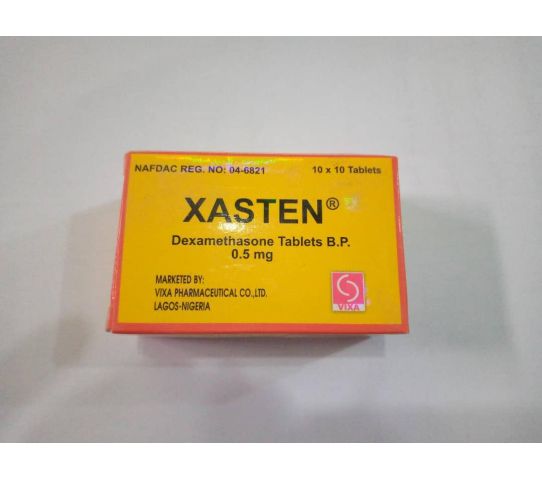 NAFDAC REG. NO: 04-6821
10 x 10 Tablets
XASTEN®
Dexamethasone Tablets B.P.
0.5 mg
MARKETED BY:
VIXA PHARMACEUTICAL CO.,LTD.
LAGOS-NIGERIA
VIXA